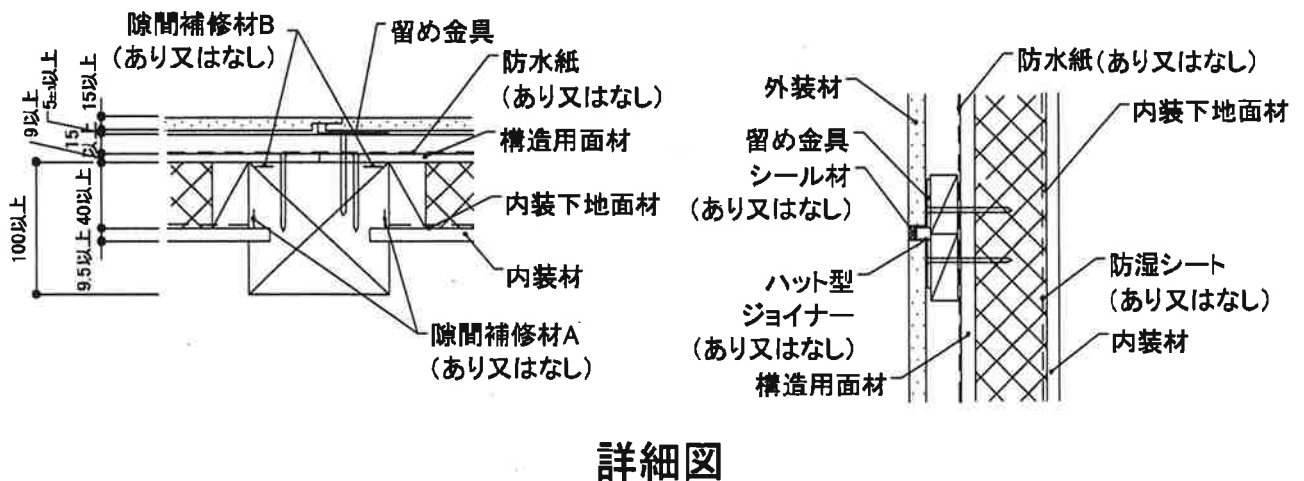 隙間補修材B
(あり又はなし)
留め金具
防水紙
(あり又はなし)
構造用面材
内装下地面材
内装材
隙間補修材A
(あり又はなし)
15以上
9以上
15
以上
100以上
40以上
9.5以上
防水紙(あり又はなし)
外装材
内装下地面材
留め金具
シール材
(あり又はなし)
ハット型
ジョイナー
(あり又はなし)
防湿シート
(あり又はなし)
内装材
構造用面材
詳細図